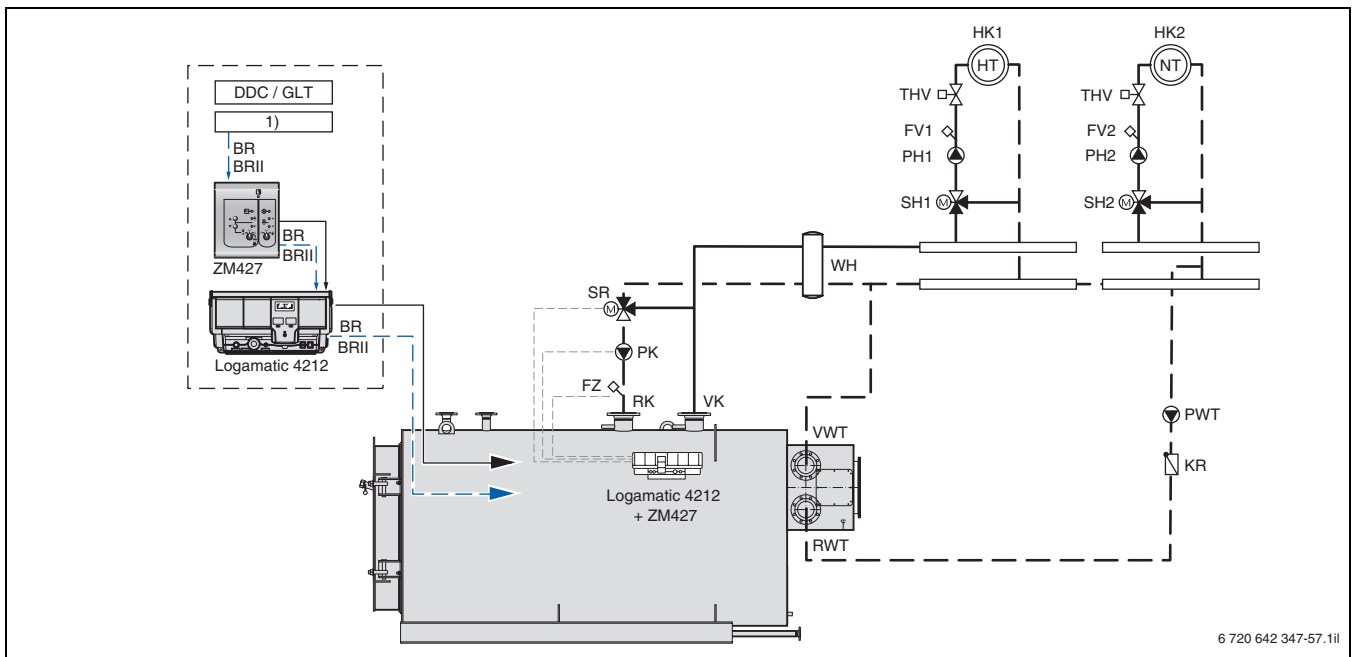 DDC / GLT
1)
BR
BRII
BR
BRII
ZM427
BR
BRII
Logamatic 4212
HK1
HT
THV
FV1
PH1
SH1
M
HK2
NT
THV
FV2
PH2
SH2
M
WH
SR
M
PK
FZ
RK
VK
VWT
PWT
KR
Logamatic 4212
+ ZM427
RWT
6 720 642 347-57.1il